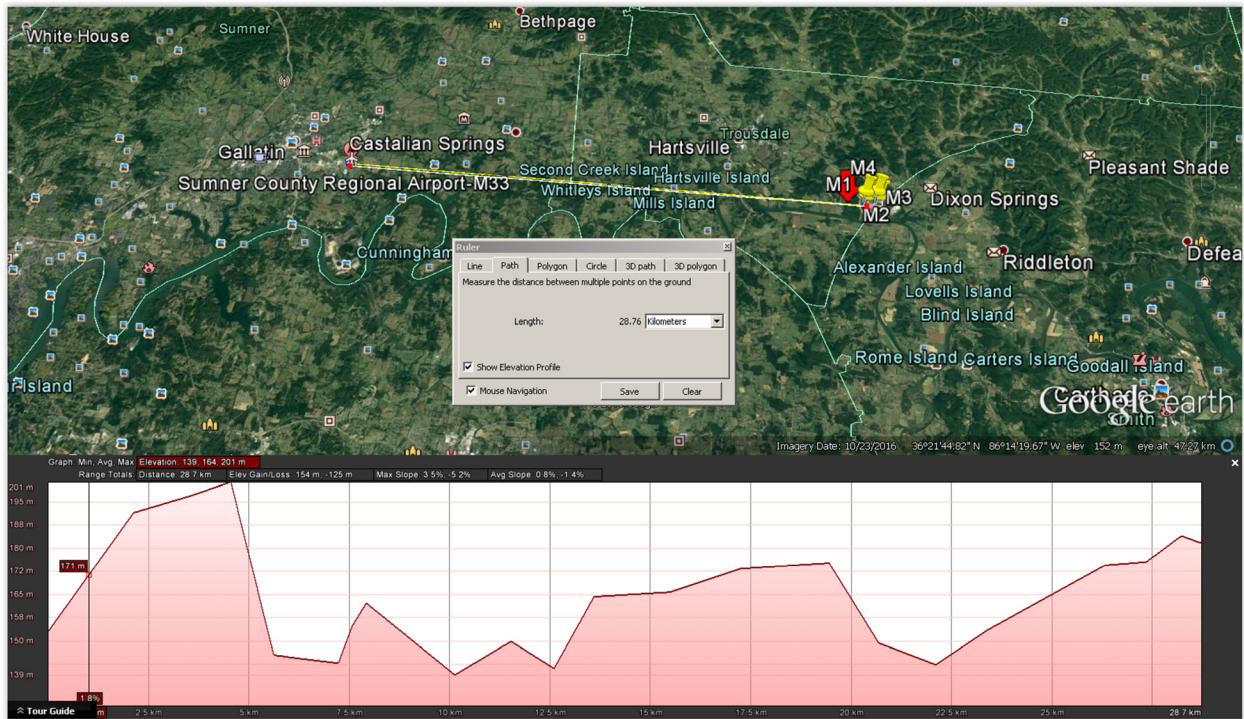 Bethpage
White House
Sumner
Castalian Springs
Gallatin
Trousdale
Hartsville
Pleasant Shade
Second Creek Island
Hartsville Island
M4
M1
Sumner County Regional Airport-M33
Whitleys Island
M3
Dixon Springs
Mills Island
M2
Cunningham
Riddleton
Defea
Alexander Island
Lovells Island
Blind Island
Rome Island
Carters Island
Goodall Island
r Island
Carthage
Google earth
Smith
Ruler
Line Path Polygon Circle 3D path 3D polygon
Measure the distance between multiple points on the ground
Length: 28.76 Kilometers
Show Elevation Profile
Mouse Navigation Save Clear
Imagery Date: 10/23/2016 36°21'44.82" N 86°14'19.67" W elev 152 m eye alt 47.27 km
Graph: Min, Avg, Max Elevation: 139, 164, 201 m
Range Totals: Distance: 28.7 km Elev Gain/Loss: 154 m, -125 m Max Slope: 3.5%, -5.2% Avg Slope: 0.8%, -1.4%
201 m
195 m
188 m
180 m
171 m
172 m
165 m
158 m
150 m
139 m
1.8%
Tour Guide
m 2.5 km 5 km 7.5 km 10 km 12.5 km 15 km 17.5 km 20 km 22.5 km 25 km 28.7 km